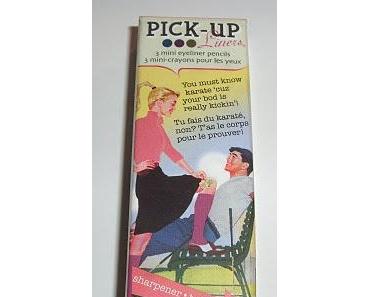 PICK-UP
Liners
3 mini eyeliner pencils
3 mini-crayons pour les yeux
You must know
karate 'cuz
your bod is
really kickin'!
Tu fais du karaté,
non? T'as le corps
pour le prouver!
sharpener